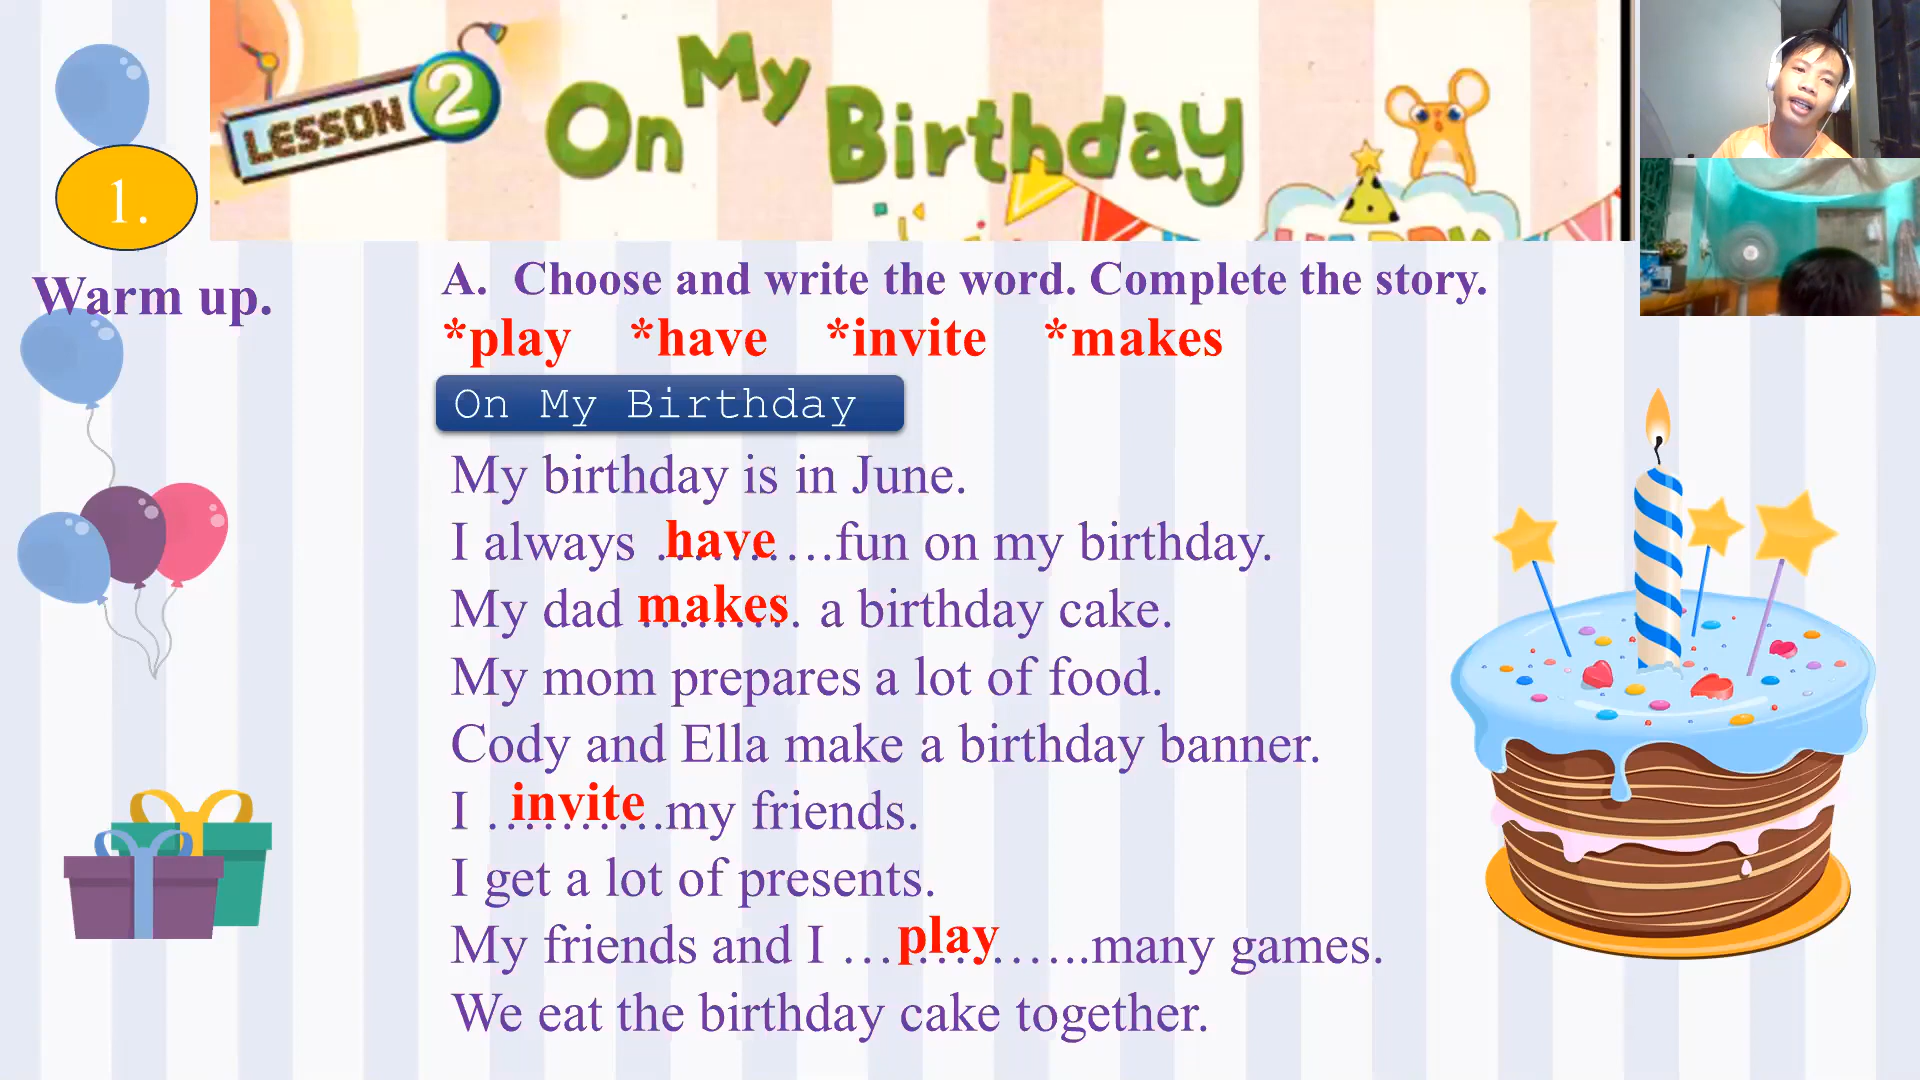 LESSON 2 On My Birthday
1.
Warm up.
A. Choose and write the word. Complete the story.
*play *have *invite *makes
On My Birthday
My birthday is in June.
I always ...have.......fun on my birthday.
My dad makes. a birthday cake.
My mom prepares a lot of food.
Cody and Ella make a birthday banner.
I ..invite..my friends.
I get a lot of presents.
My friends and I ...play......many games.
We eat the birthday cake together.